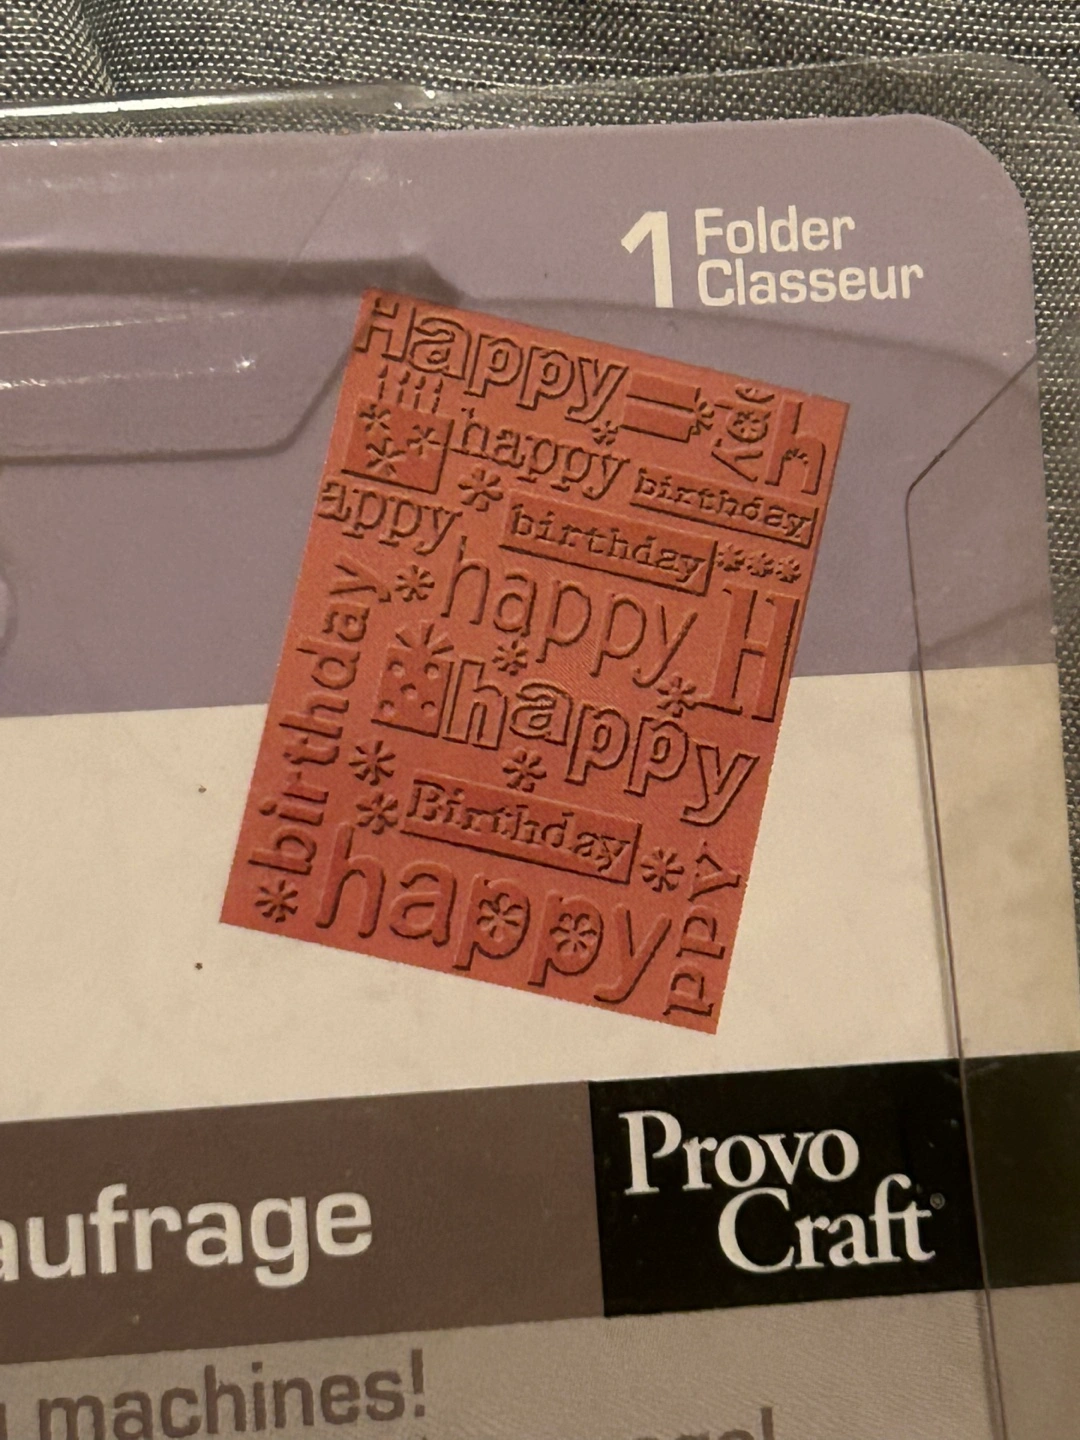 1 Folder
Classeur
Happy
happy
h
birthday
appy
birthday
happy
H
birthday
happy
Birthday
happy
ppy
aufrage
Provo
Craft®
machines!